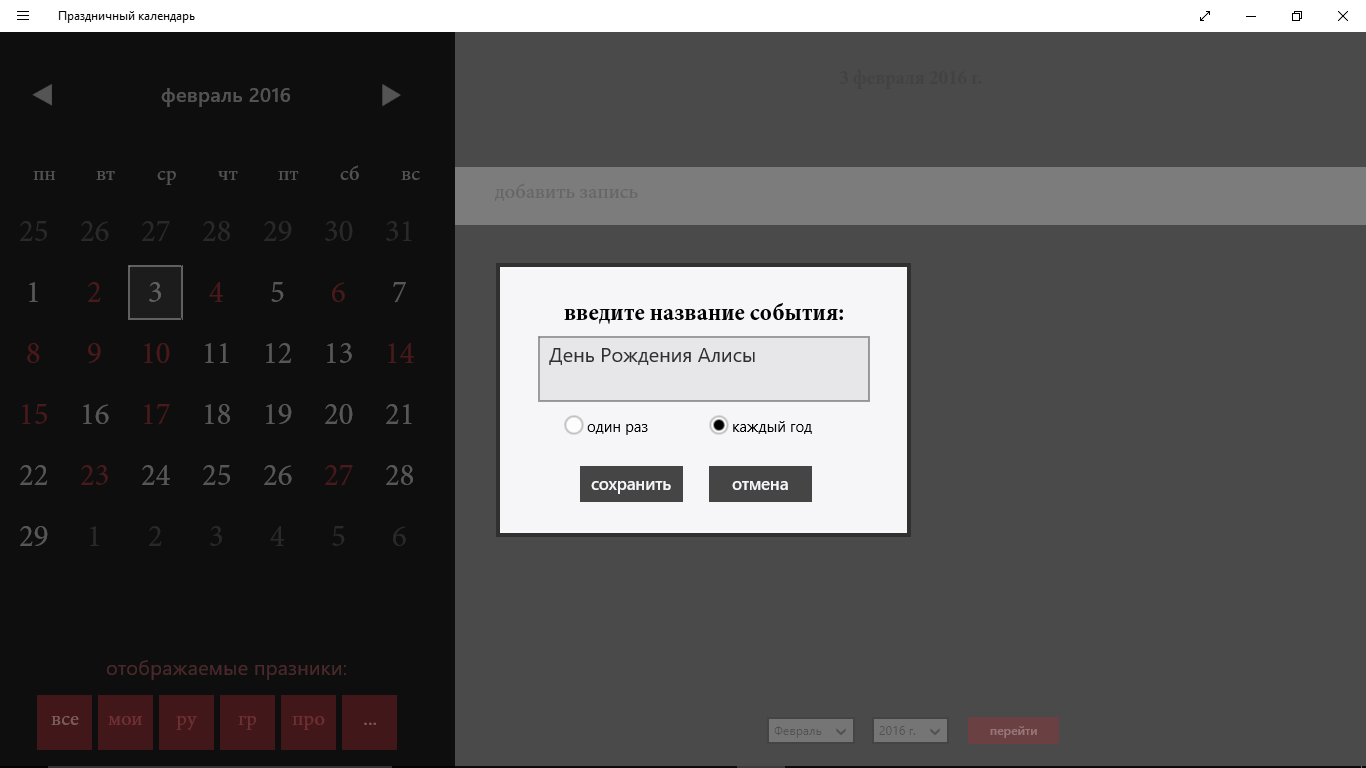 Праздничный календарь
февраль 2016
3 февраля 2016 г.
пн вт ср чт пт сб вс
добавить запись
25 26 27 28 29 30 31
1 2 3 4 5 6 7
8 9 10 11 12 13 14
15 16 17 18 19 20 21
22 23 24 25 26 27 28
29 1 2 3 4 5 6
введите название события:
День Рождения Алисы
один раз каждый год
сохранить отмена
отображаемые празники:
все мои ру гр про ...
Февраль 2016 г. перейти